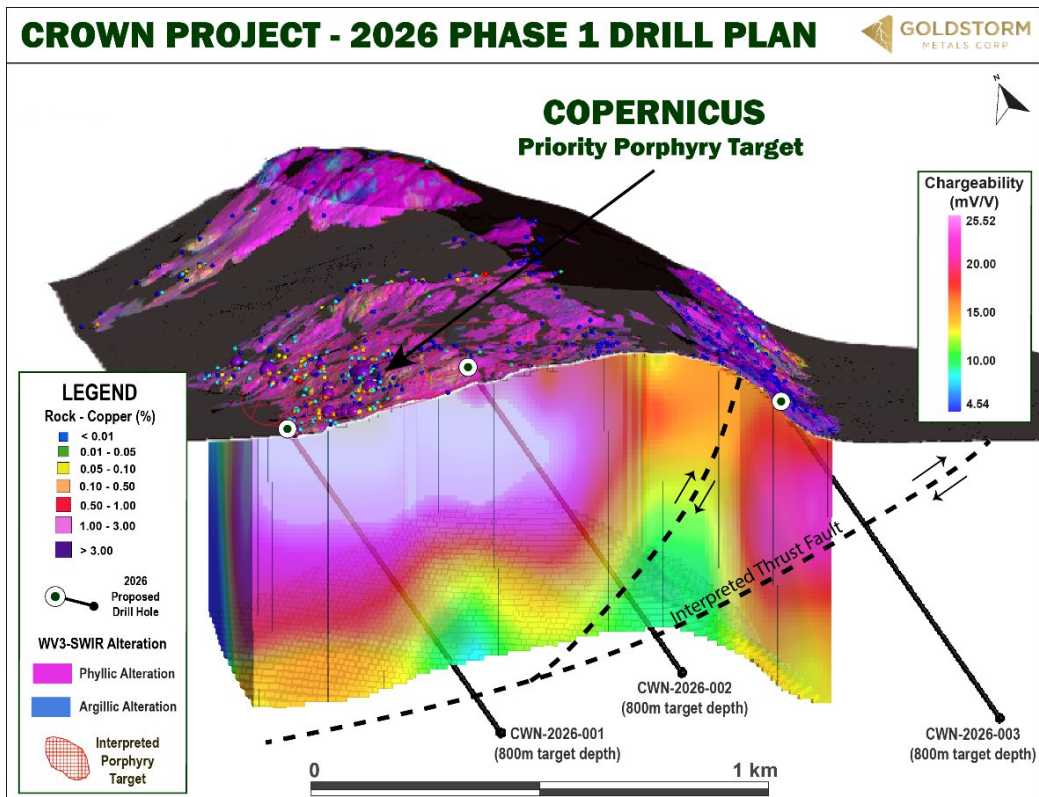 CROWN PROJECT - 2026 PHASE 1 DRILL PLAN
GOLDSTORM
METALS CORP
N
COPERNICUS
Priority Porphyry Target
Chargeability
(mV/V)
25.52
20.00
15.00
10.00
4.54
LEGEND
Rock - Copper (%)
< 0.01
0.01 - 0.05
0.05 - 0.10
0.10 - 0.50
0.50 - 1.00
1.00 - 3.00
> 3.00
2026
Proposed
Drill Hole
WV3-SWIR Alteration
Phyllic Alteration
Argillic Alteration
Interpreted
Porphyry
Target
Interpreted Thrust Fault
CWN-2026-001
(800m target depth)
CWN-2026-002
(800m target depth)
CWN-2026-003
(800m target depth)
0
1 km